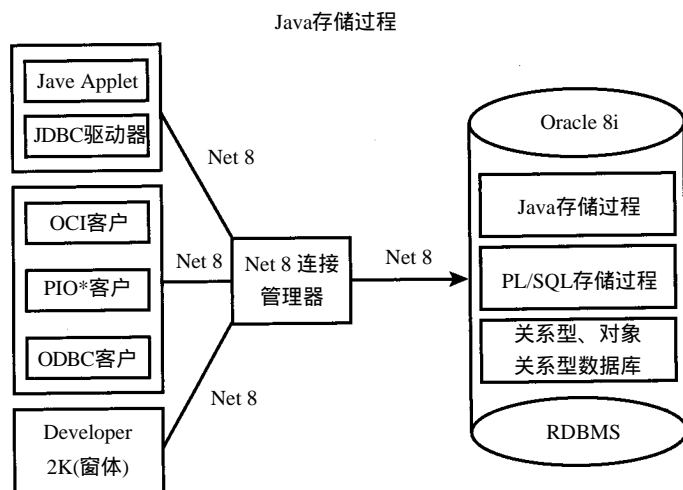 Java存储过程
Jave Applet
JDBC驱动器
Net 8
OCI客户
PIO*客户
ODBC客户
Net 8
Net 8 连接
管理器
Net 8
Developer
2K(窗体)
Net 8
Oracle 8i
Java存储过程
PL/SQL存储过程
关系型、对象
关系型数据库
RDBMS